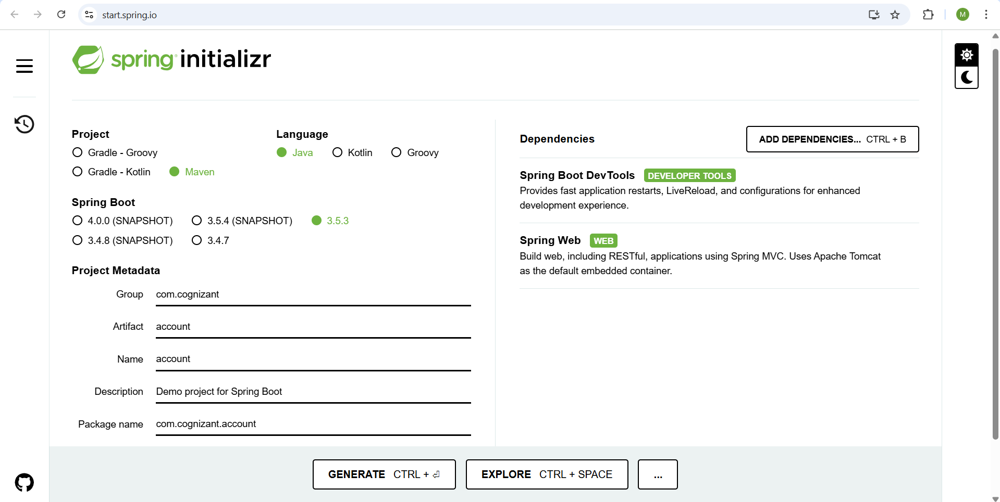 start.spring.io
M
spring initializr
Project
Gradle - Groovy
Gradle - Kotlin Maven
Language
Java Kotlin Groovy
Spring Boot
4.0.0 (SNAPSHOT) 3.5.4 (SNAPSHOT) 3.5.3
3.4.8 (SNAPSHOT) 3.4.7
Project Metadata
Group com.cognizant
Artifact account
Name account
Description Demo project for Spring Boot
Package name com.cognizant.account
Dependencies ADD DEPENDENCIES... CTRL + B
Spring Boot DevTools DEVELOPER TOOLS
Provides fast application restarts, LiveReload, and configurations for enhanced
development experience.
Spring Web WEB
Build web, including RESTful, applications using Spring MVC. Uses Apache Tomcat
as the default embedded container.
GENERATE CTRL + ⏎ EXPLORE CTRL + SPACE ...